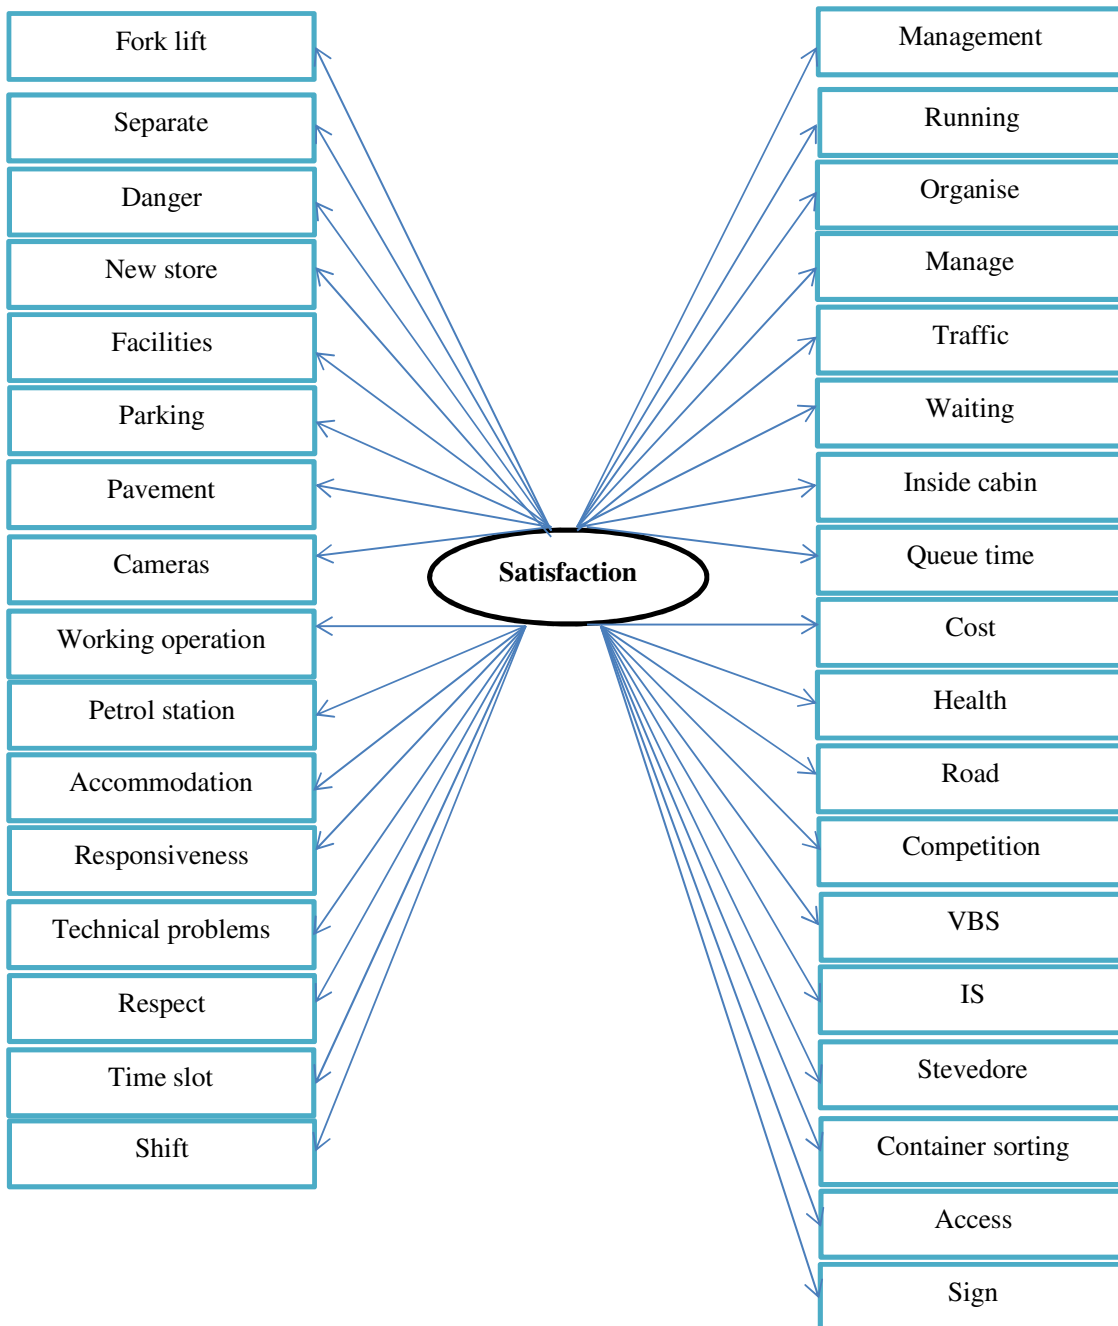 Fork lift
Separate
Danger
New store
Facilities
Parking
Pavement
Cameras
Working operation
Petrol station
Accommodation
Responsiveness
Technical problems
Respect
Time slot
Shift
Satisfaction
Management
Running
Organise
Manage
Traffic
Waiting
Inside cabin
Queue time
Cost
Health
Road
Competition
VBS
IS
Stevedore
Container sorting
Access
Sign